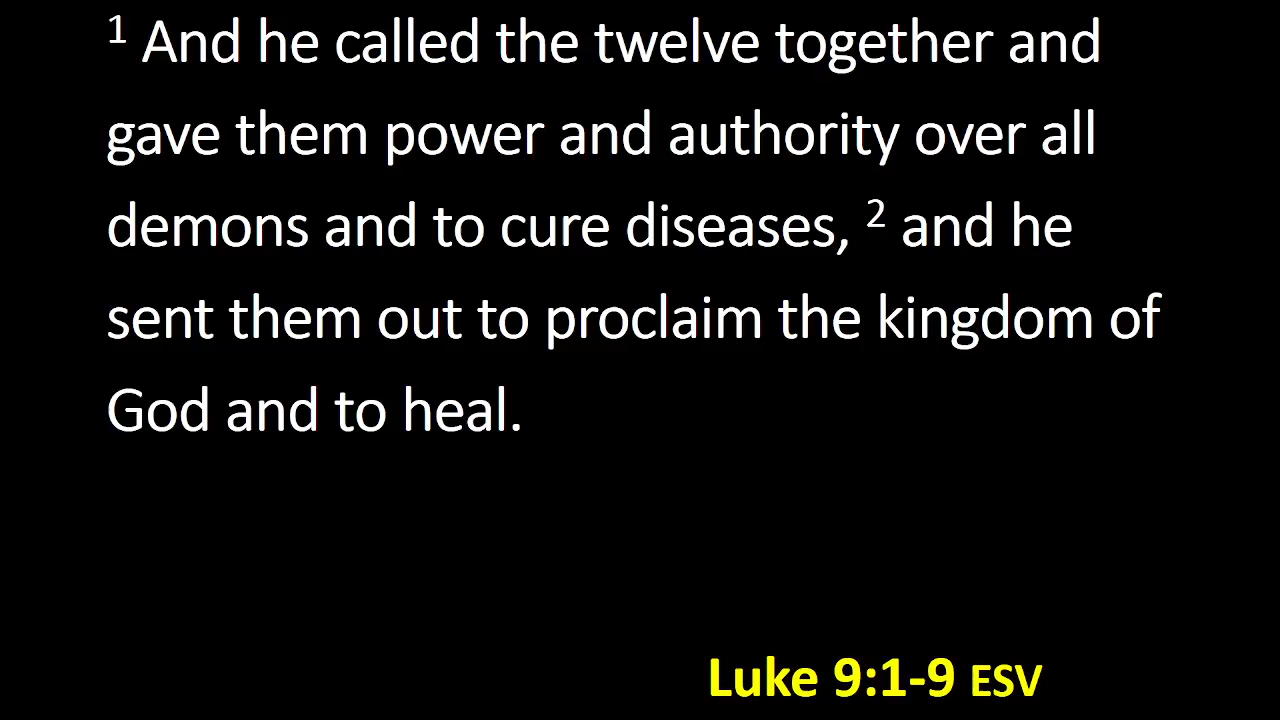 1 And he called the twelve together and
gave them power and authority over all
demons and to cure diseases, 2 and he
sent them out to proclaim the kingdom of
God and to heal.
Luke 9:1-9 ESV